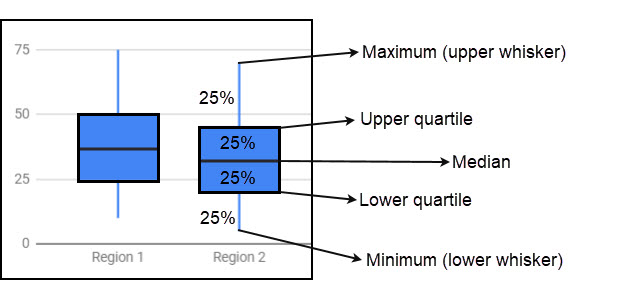 75
Maximum (upper whisker)
25%
50
Upper quartile
25%
Median
25
25%
Lower quartile
25%
0
Region 1
Region 2
Minimum (lower whisker)